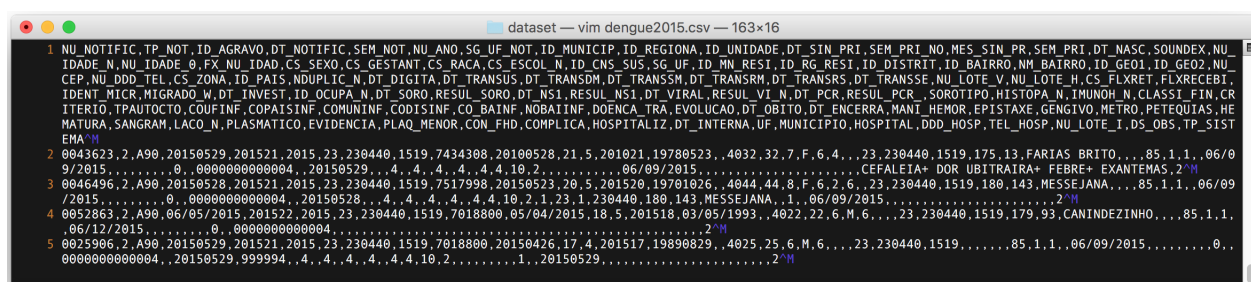 dataset — vim dengue2015.csv — 163×16
1 NU_NOTIFIC,TP_NOT,ID_AGRAVO,DT_NOTIFIC,SEM_NOT,NU_ANO,SG_UF_NOT,ID_MUNICIP,ID_REGIONA,ID_UNIDADE,DT_SIN_PRI,SEM_PRI_NO,MES_SIN_PR,SEM_PRI,DT_NASC,SOUNDEX,NU_
IDADE_N,NU_IDADE_0,FX_NU_IDAD,CS_SEXO,CS_GESTANT,CS_RACA,CS_ESCOL_N,ID_CNS_SUS,SG_UF,ID_MN_RESI,ID_RG_RESI,ID_DISTRIT,ID_BAIRRO,NM_BAIRRO,ID_GEO1,ID_GEO2,NU_
CEP,NU_DDD_TEL,CS_ZONA,ID_PAIS,NDUPLIC_N,DT_DIGITA,DT_TRANSUS,DT_TRANSDM,DT_TRANSSM,DT_TRANSRM,DT_TRANSRS,DT_TRANSSE,NU_LOTE_V,NU_LOTE_H,CS_FLXRET,FLXRECEBI,
IDENT_MICR,MIGRADO_W,DT_INVEST,ID_OCUPA_N,DT_SORO,RESUL_SORO,DT_NS1,RESUL_NS1,DT_VIRAL,RESUL_VI_N,DT_PCR,RESUL_PCR_,SOROTIPO,HISTOPA_N,IMUNOH_N,CLASSI_FIN,CR
ITERIO,TPAUTOCTO,COUFINF,COPAISINF,COMUNINF,CODISINF,CO_BAINF,NOBAIINF,DOENCA_TRA,EVOLUCAO,DT_OBITO,DT_ENCERRA,MANI_HEMOR,EPISTAXE,GENGIVO,METRO,PETEQUIAS,HE
MATURA,SANGRAM,LACO_N,PLASMATICO,EVIDENCIA,PLAQ_MENOR,CON_FHD,COMPLICA,HOSPITALIZ,DT_INTERNA,UF,MUNICIPIO,HOSPITAL,DDD_HOSP,TEL_HOSP,NU_LOTE_I,DS_OBS,TP_SIST
EMA^M
2 0043623,2,A90,20150529,201521,2015,23,230440,1519,7434308,20100528,21,5,201021,19780523,,4032,32,7,F,6,4,,,23,230440,1519,175,13,FARIAS BRITO,,,,85,1,1,,06/0
9/2015,,,,,,,,,0,,0000000000004,,20150529,,,4,,4,,4,,4,4,10,2,,,,,,,,,,06/09/2015,,,,,,,,,,,,,,,,,,,,,,CEFALEIA+ DOR UBITRAIRA+ FEBRE+ EXANTEMAS,2^M
3 0046496,2,A90,20150528,201521,2015,23,230440,1519,7517998,20150523,20,5,201520,19701026,,4044,44,8,F,6,2,6,,23,230440,1519,180,143,MESSEJANA,,,,85,1,1,,06/09
/2015,,,,,,,,,0,,0000000000004,,20150528,,,4,,4,,4,,4,4,10,2,1,23,1,230440,180,143,MESSEJANA,,1,,06/09/2015,,,,,,,,,,,,,,,,,,,,,,,2^M
4 0052863,2,A90,06/05/2015,201522,2015,23,230440,1519,7018800,05/04/2015,18,5,201518,03/05/1993,,4022,22,6,M,6,,,,23,230440,1519,179,93,CANINDEZINHO,,,,85,1,1,
,06/12/2015,,,,,,,,,0,,0000000000004,,,,,,,,,,,,,,,,,,,,,,,,,,,,,,,,,,,,,,,,,,,,,,,,,2^M
5 0025906,2,A90,20150529,201521,2015,23,230440,1519,7018800,20150426,17,4,201517,19890829,,4025,25,6,M,6,,,,23,230440,1519,,,,,,,85,1,1,,06/09/2015,,,,,,,,,0,,
0000000000004,,20150529,999994,,4,,4,,4,,4,4,10,2,,,,,,,,,1,,20150529,,,,,,,,,,,,,,,,,,,,,,,2^M